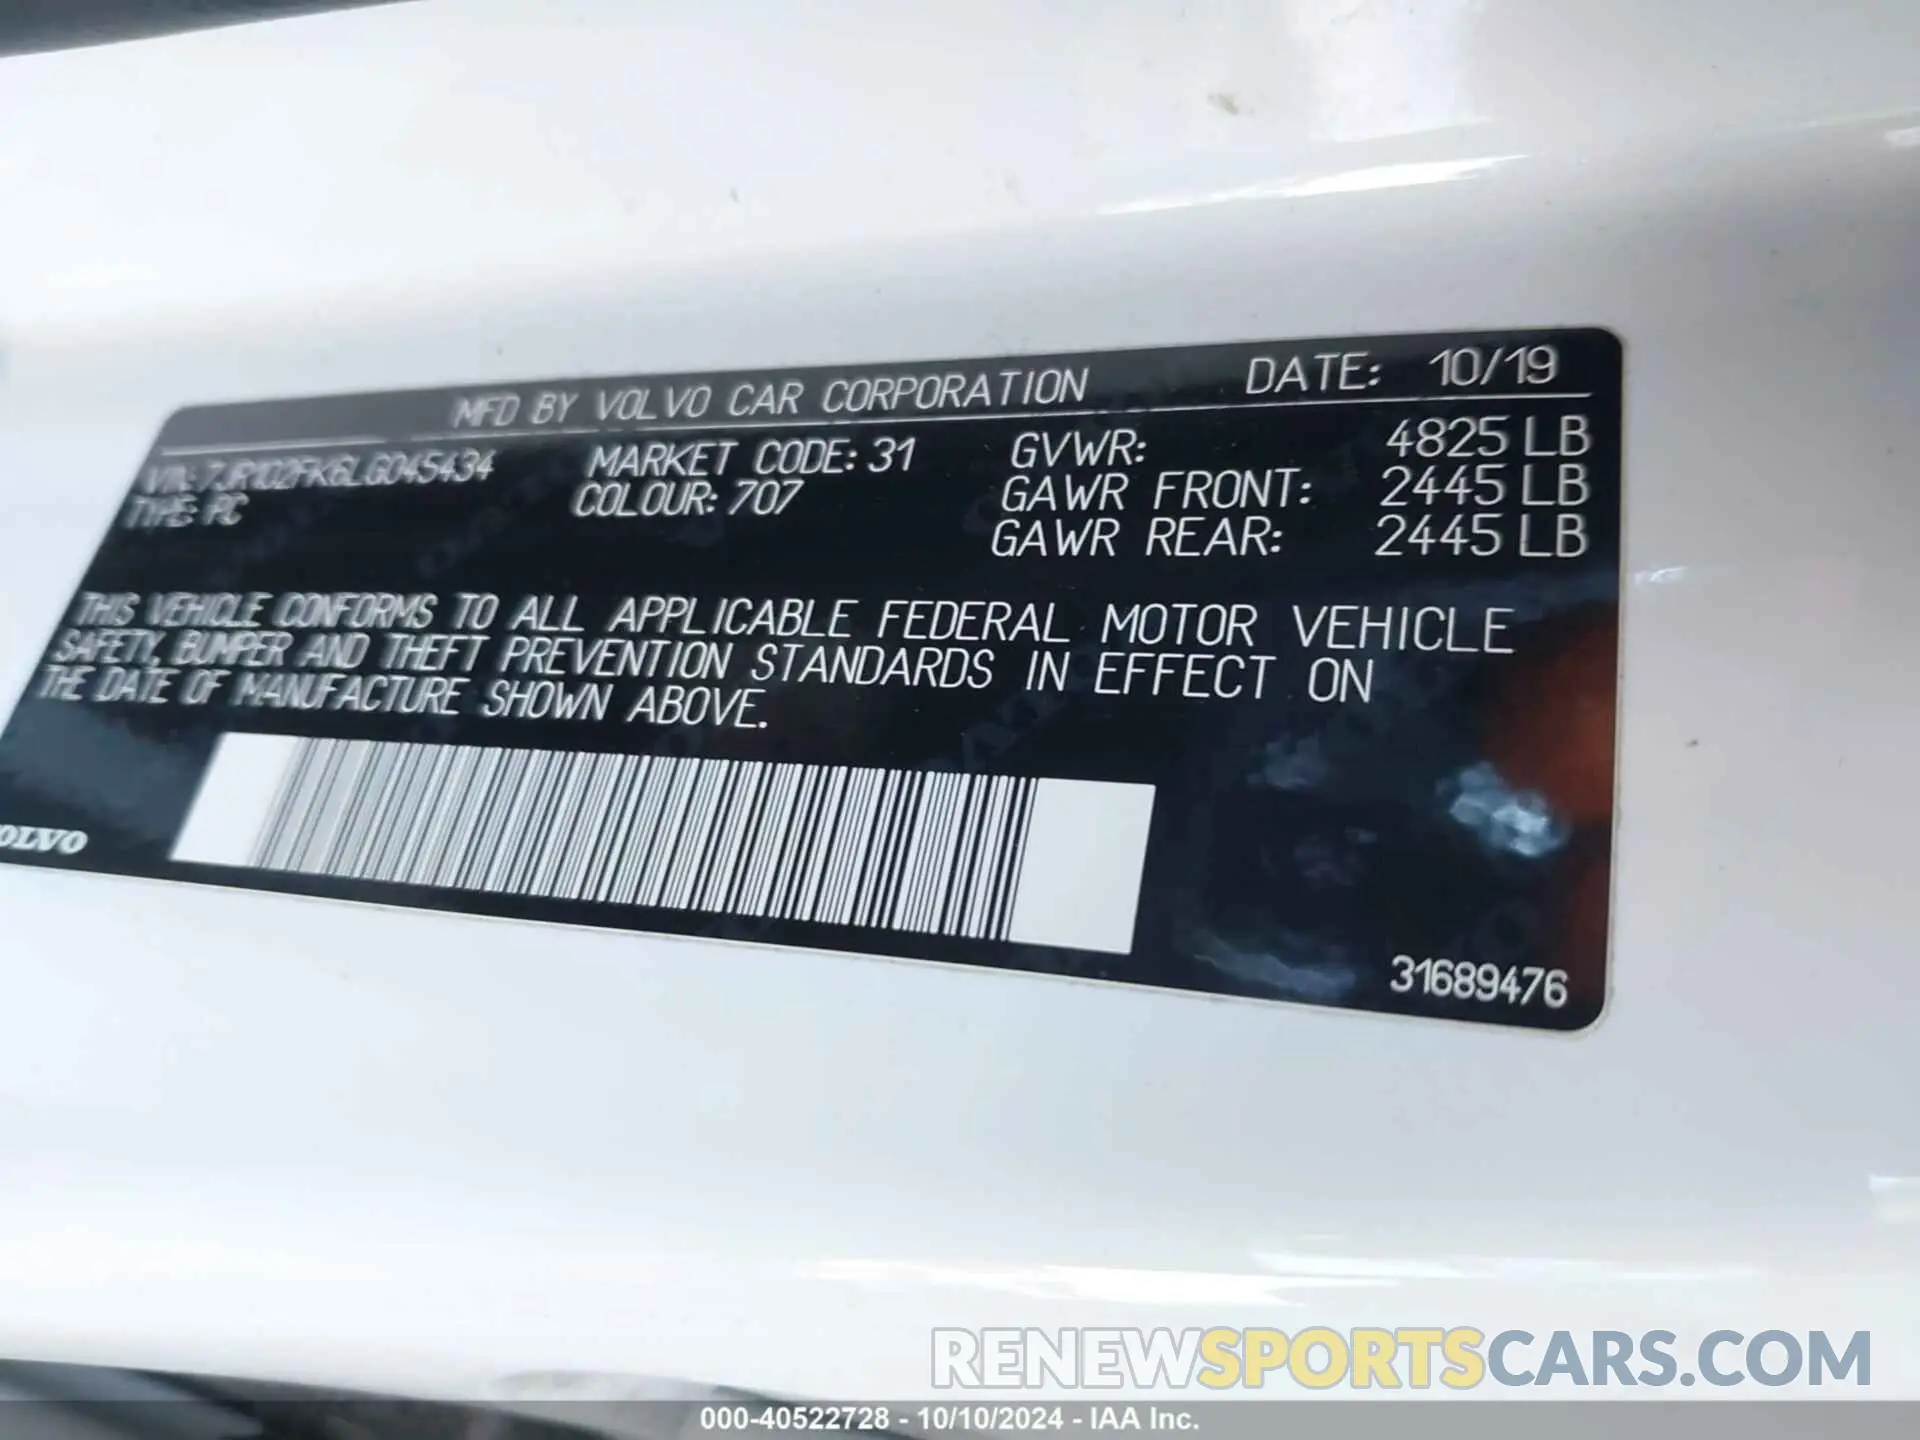 MFD BY VOLVO CAR CORPORATION DATE: 10/19
VIN: 7JR102FK6LG045434 MARKET CODE: 31 GVWR: 4825 LB
TYPE: PC COLOUR: 707 GAWR FRONT: 2445 LB
GAWR REAR: 2445 LB
THIS VEHICLE CONFORMS TO ALL APPLICABLE FEDERAL MOTOR VEHICLE
SAFETY, BUMPER AND THEFT PREVENTION STANDARDS IN EFFECT ON
THE DATE OF MANUFACTURE SHOWN ABOVE.
OLVO
31689476
RENEWSPORTSCARS.COM
000-40522728 - 10/10/2024 - IAA Inc.